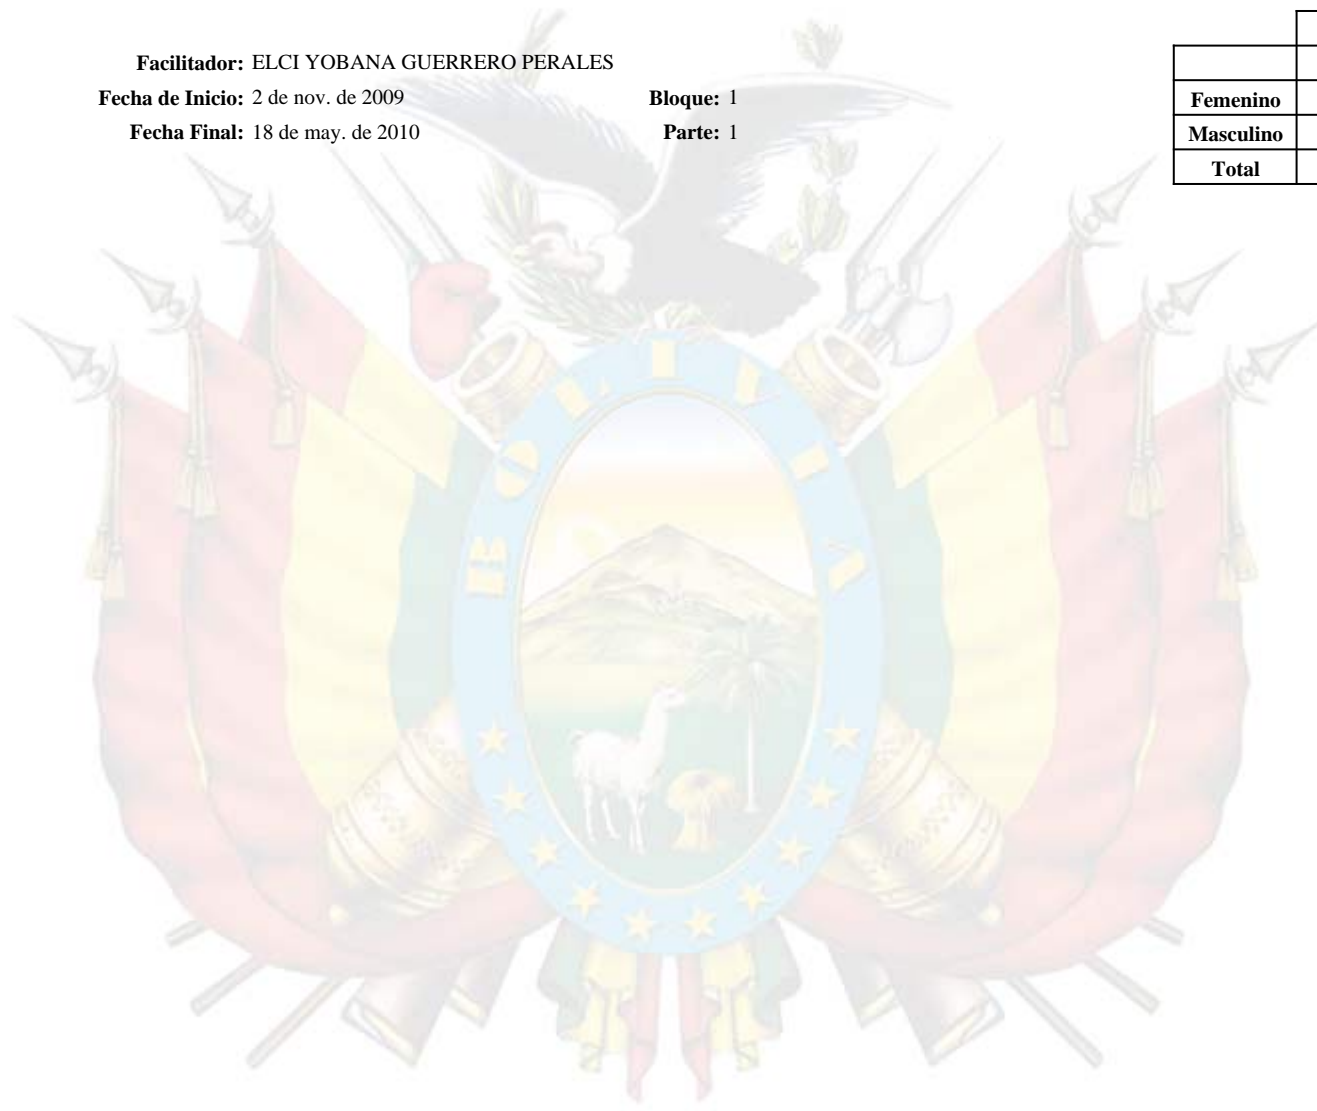 Facilitador: ELCI YOBANA GUERRERO PERALES
Fecha de Inicio: 2 de nov. de 2009 Bloque: 1
Fecha Final: 18 de may. de 2010 Parte: 1
Femenino
Masculino
Total
BOLIVIA